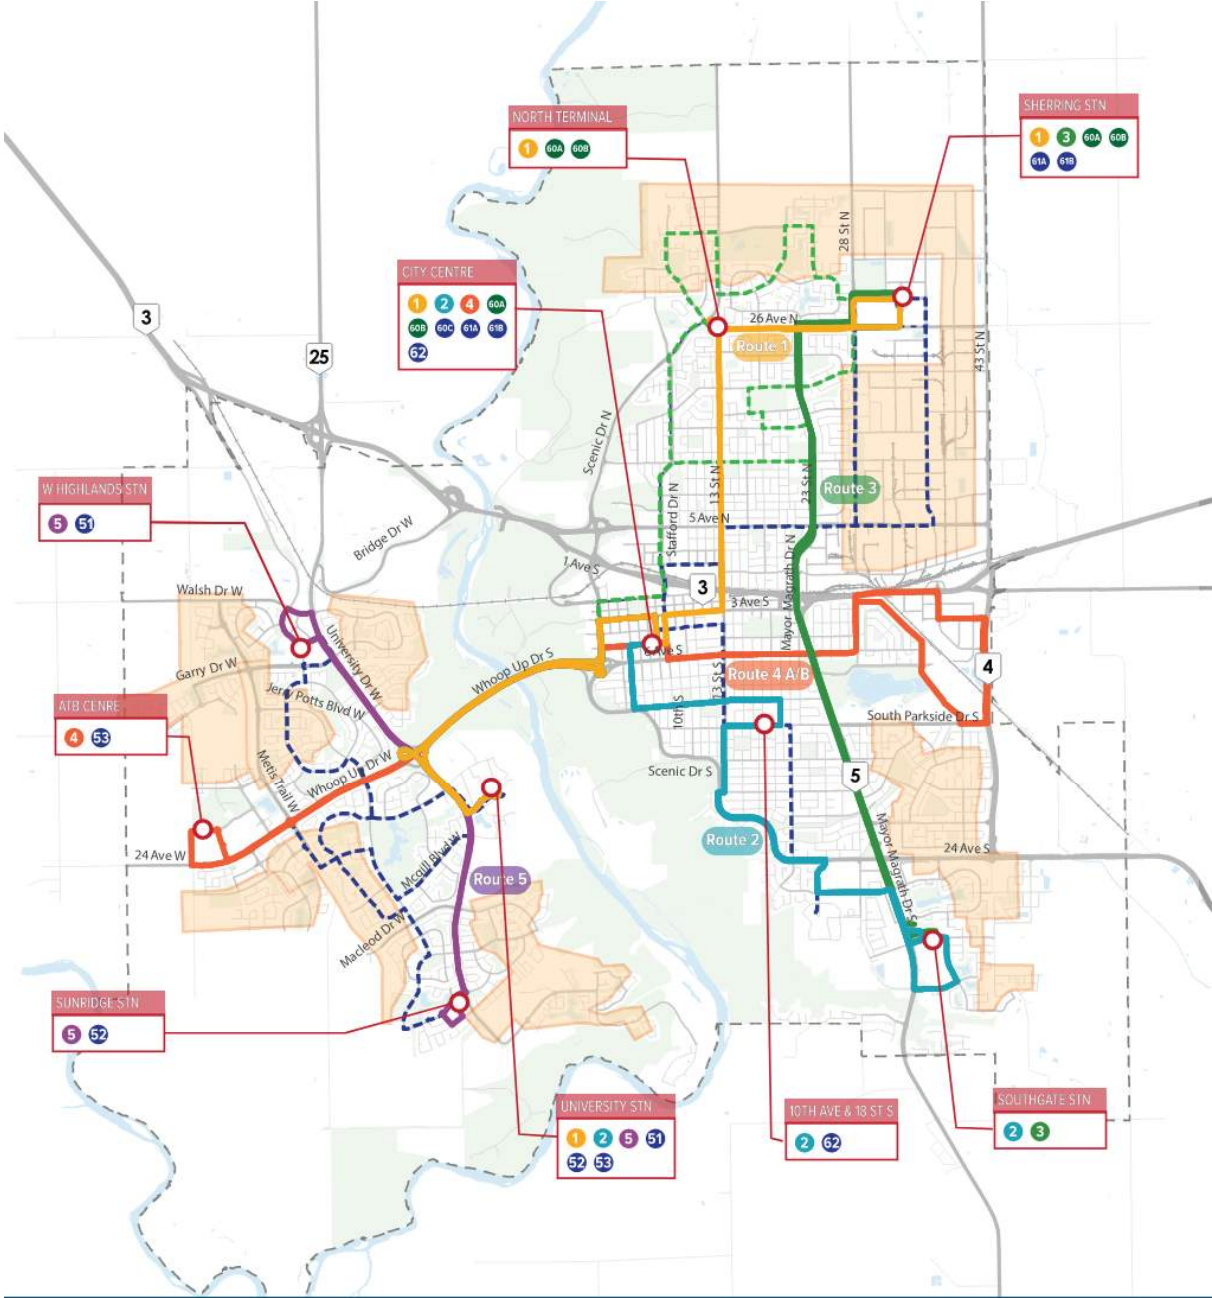 NORTH TERMINAL
1 60A 60B
SHERRING STN
1 3 60A 60B
61A 61B
28 St N
CITY CENTRE
1 2 4 60A
60B 60C 61A 61B
62
3
26 Ave N
Route 1
25
43 St N
Scenic Dr N
W HIGHLANDS STN
5 51
13 St N
23 St N
Route 3
Stafford Dr N
5 Ave N
Bridge Dr W
1 Ave S
Mayor Magrath Dr N
3
3 Ave S
Walsh Dr W
University Dr W
Garry Dr W
Whoop Up Dr S
6 Ave S
Route 4 A/B
4
13 St S
Jerry Potts Blvd W
10th S
South Parkside Dr S
ATB CENRE
4 53
Metis Trail W
Whoop Up Dr W
Scenic Dr S
5
Mayor Magrath Dr S
Route 2
24 Ave W
24 Ave S
Mcgill Blvd W
Route 5
Macleod Dr W
SUNRIDGE STN
5 52
UNIVERSITY STN
1 2 5 51
52 53
10TH AVE & 18 ST S
2 62
SOUTHGATE STN
2 3